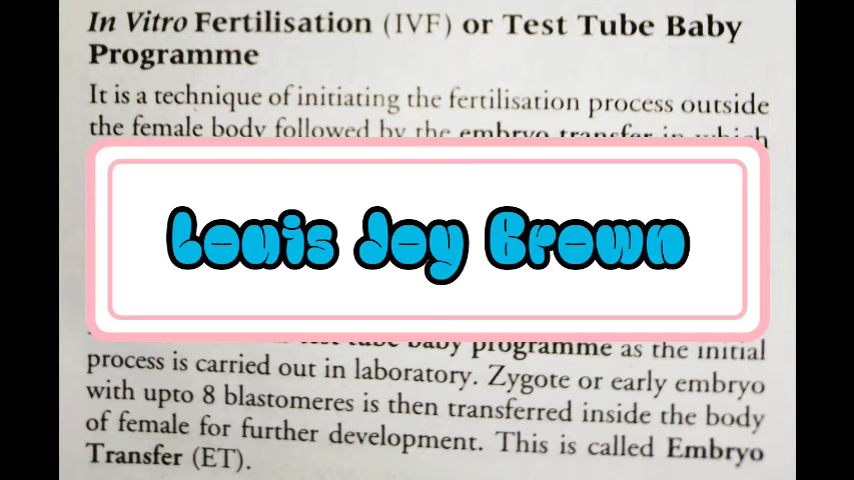 In Vitro Fertilisation (IVF) or Test Tube Baby
Programme
It is a technique of initiating the fertilisation process outside
the female body followed by the embryo transfer in which
Louis Joy Brown
test tube baby programme as the initial
process is carried out in laboratory. Zygote or early embryo
with upto 8 blastomeres is then transferred inside the body
of female for further development. This is called Embryo
Transfer (ET).